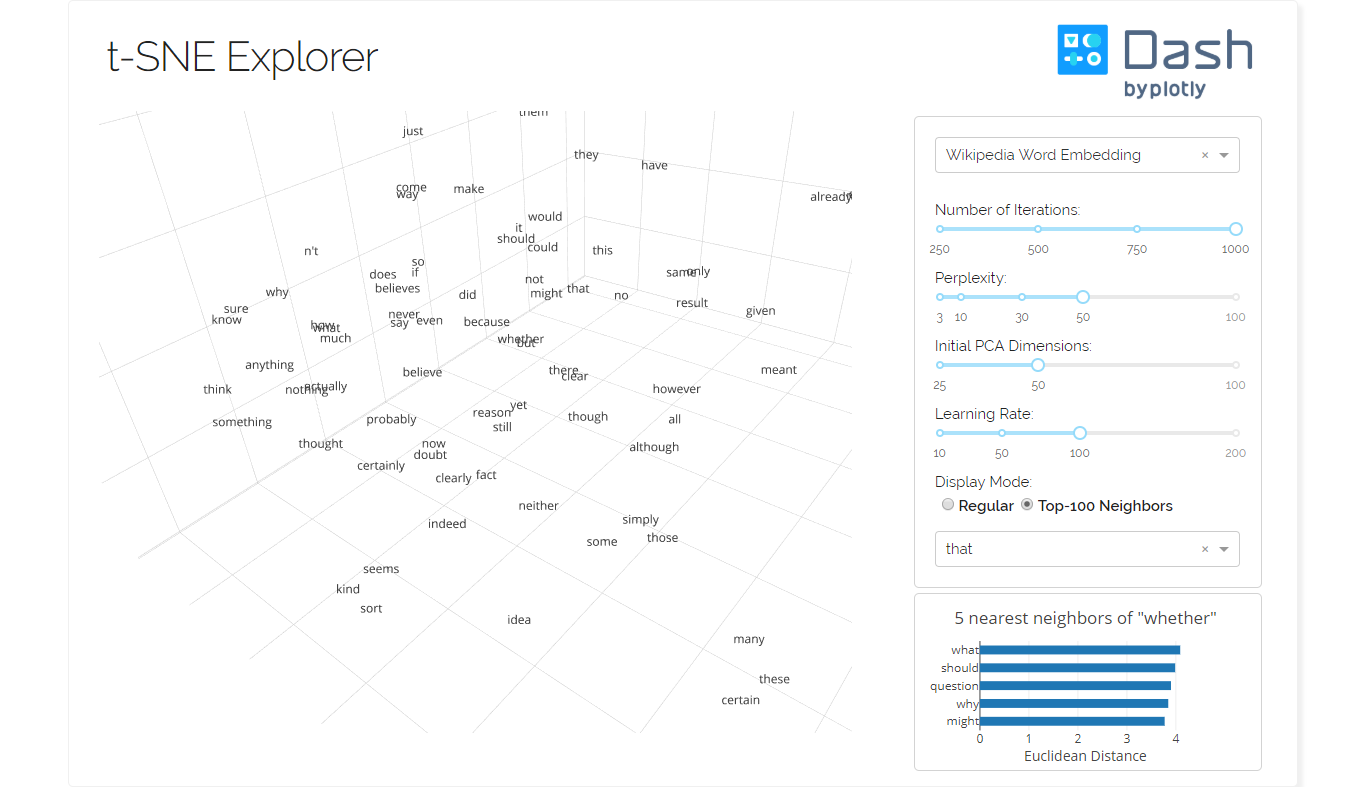 t-SNE Explorer
Dash
byplotly
them
just
they
have
come
way
make
already
would
it
should
could
this
n't
so
if
does
believes
not
might
that
no
same
only
why
did
result
given
sure
know
never
say
even
because
how
what
much
whether
but
anything
believe
there
clear
meant
think
nothing
actually
however
something
probably
reason
yet
still
though
all
thought
now
doubt
although
certainly
clearly
fact
neither
indeed
simply
some
those
seems
kind
sort
idea
many
these
certain
Wikipedia Word Embedding ×
Number of Iterations:
250 500 750 1000
Perplexity:
3 10 30 50 100
Initial PCA Dimensions:
25 50 100
Learning Rate:
10 50 100 200
Display Mode:
Regular Top-100 Neighbors
that ×
5 nearest neighbors of "whether"
what
should
question
why
might
0 1 2 3 4
Euclidean Distance